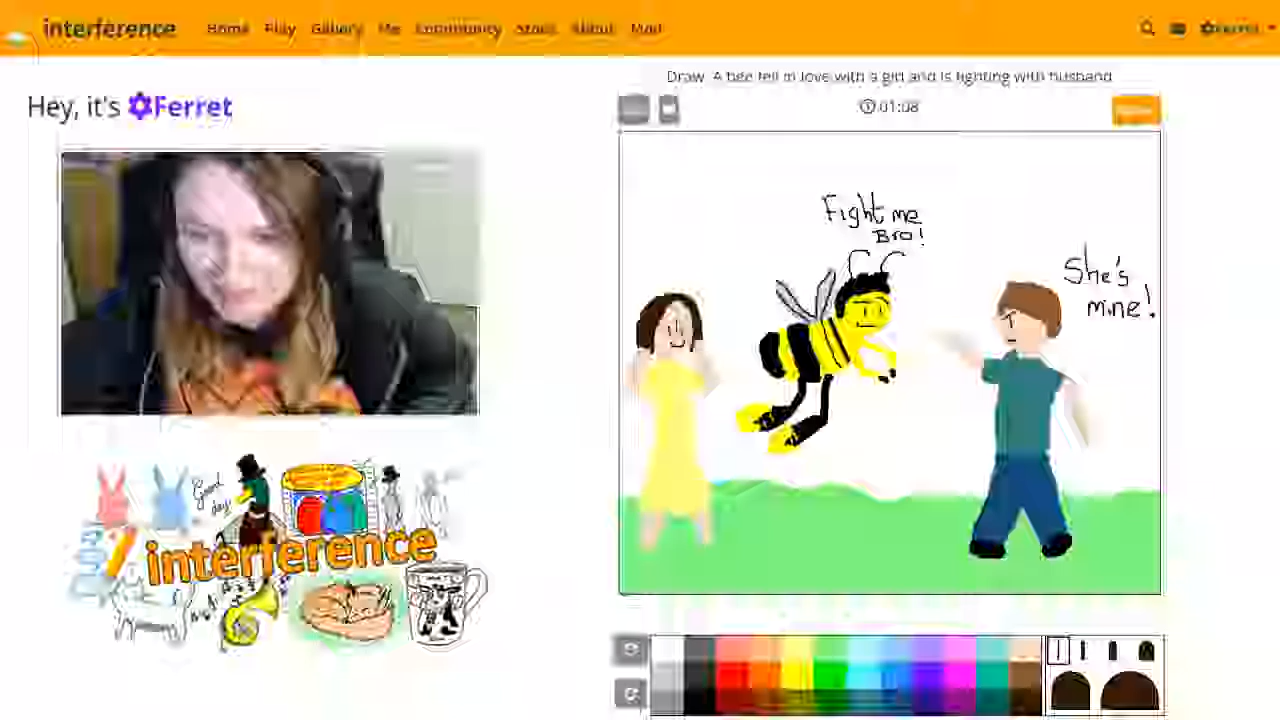 interference
Home Play Gallery Me Community Stats About Mod
Ferret
Draw: A bee fell in love with a girl and is fighting with husband
Hey, it's Ferret
01:08
Fight me
Bro!
She's
mine!
Good
day!
interference